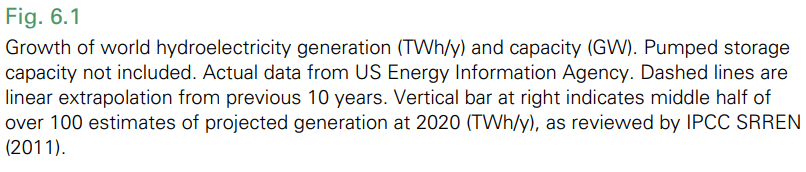 Fig. 6.1
Growth of world hydroelectricity generation (TWh/y) and capacity (GW). Pumped storage
capacity not included. Actual data from US Energy Information Agency. Dashed lines are
linear extrapolation from previous 10 years. Vertical bar at right indicates middle half of
over 100 estimates of projected generation at 2020 (TWh/y), as reviewed by IPCC SRREN
(2011).